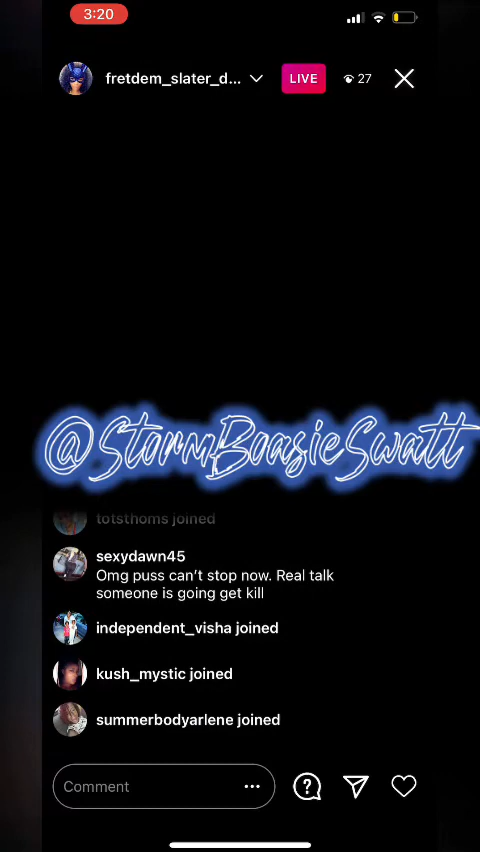 3:20
fretdem_slater_d...
LIVE
27
@StormBoasieSwatt
totsthoms joined
sexydawn45
Omg puss can’t stop now. Real talk
someone is going get kill
independent_visha joined
kush_mystic joined
summerbodyarlene joined
Comment